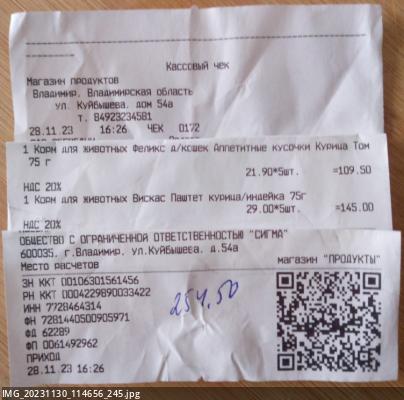 Кассовый чек
Магазин продуктов
Владимир, Владимирская область
ул. Куйбышева, дом 54а
т. 84923234581
28.11.23 16:26 ЧЕК 0172
1 Корм для животных Феликс д/кошек Аппетитные кусочки Курица Том
75 г
21.90*5шт. =109.50
НДС 20%
1 Корм для животных Вискас Паштет курица/индейка 75г
29.00*5шт. =145.00
НДС 20%
ОБЩЕСТВО С ОГРАНИЧЕННОЙ ОТВЕТСТВЕННОСТЬЮ "СИГМА"
600035, г.Владимир, ул.Куйбышева, д.54а
Место расчетов магазин "ПРОДУКТЫ"
ЗН ККТ 00106301561456
РН ККТ 0004229890033422
ИНН 7728464314
ФН 7281440500905971
ФД 62289
ФП 0061492962
ПРИХОД
28.11.23 16:26
254.50
IMG_20231130_114656_245.jpg